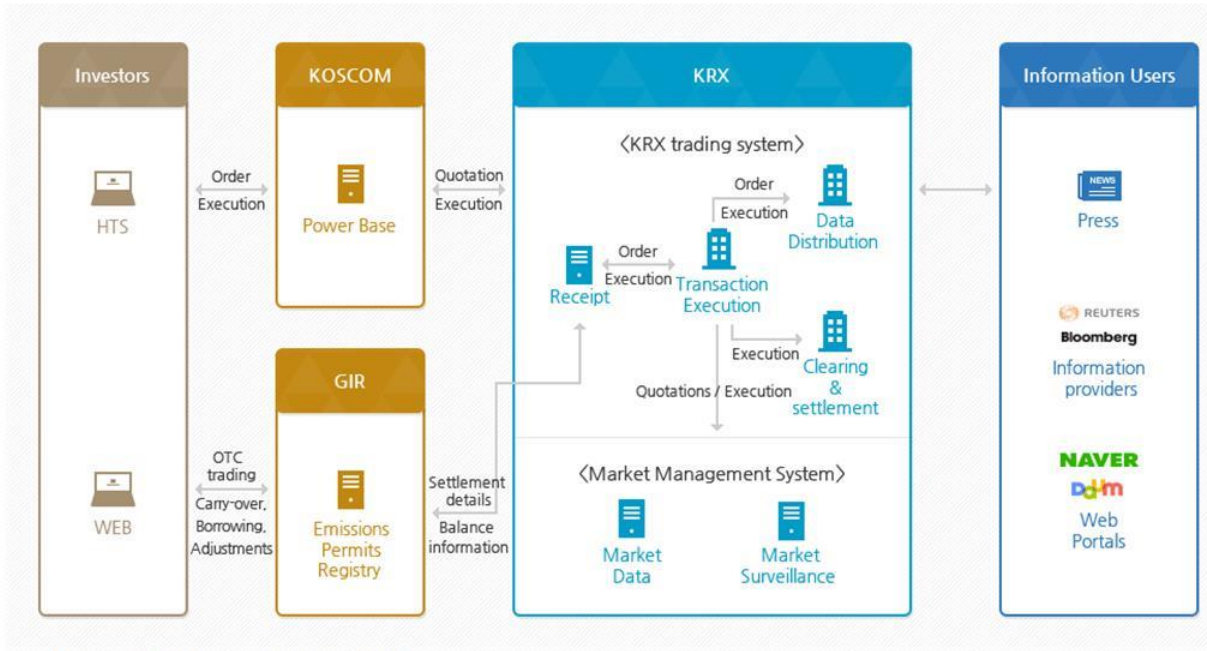 Investors
HTS
WEB
Order
Execution
OTC
trading
Carry-over,
Borrowing,
Adjustments
KOSCOM
Power Base
GIR
Emissions
Permits
Registry
Quotation
Execution
Settlement
details
Balance
information
KRX
〈KRX trading system〉
Order
Execution
Data
Distribution
Order
Execution
Receipt
Transaction
Execution
Execution
Clearing
&
settlement
Quotations / Execution
〈Market Management System〉
Market
Data
Market
Surveillance
Information Users
NEWS
Press
REUTERS
Bloomberg
Information
providers
NAVER
Daum
Web
Portals